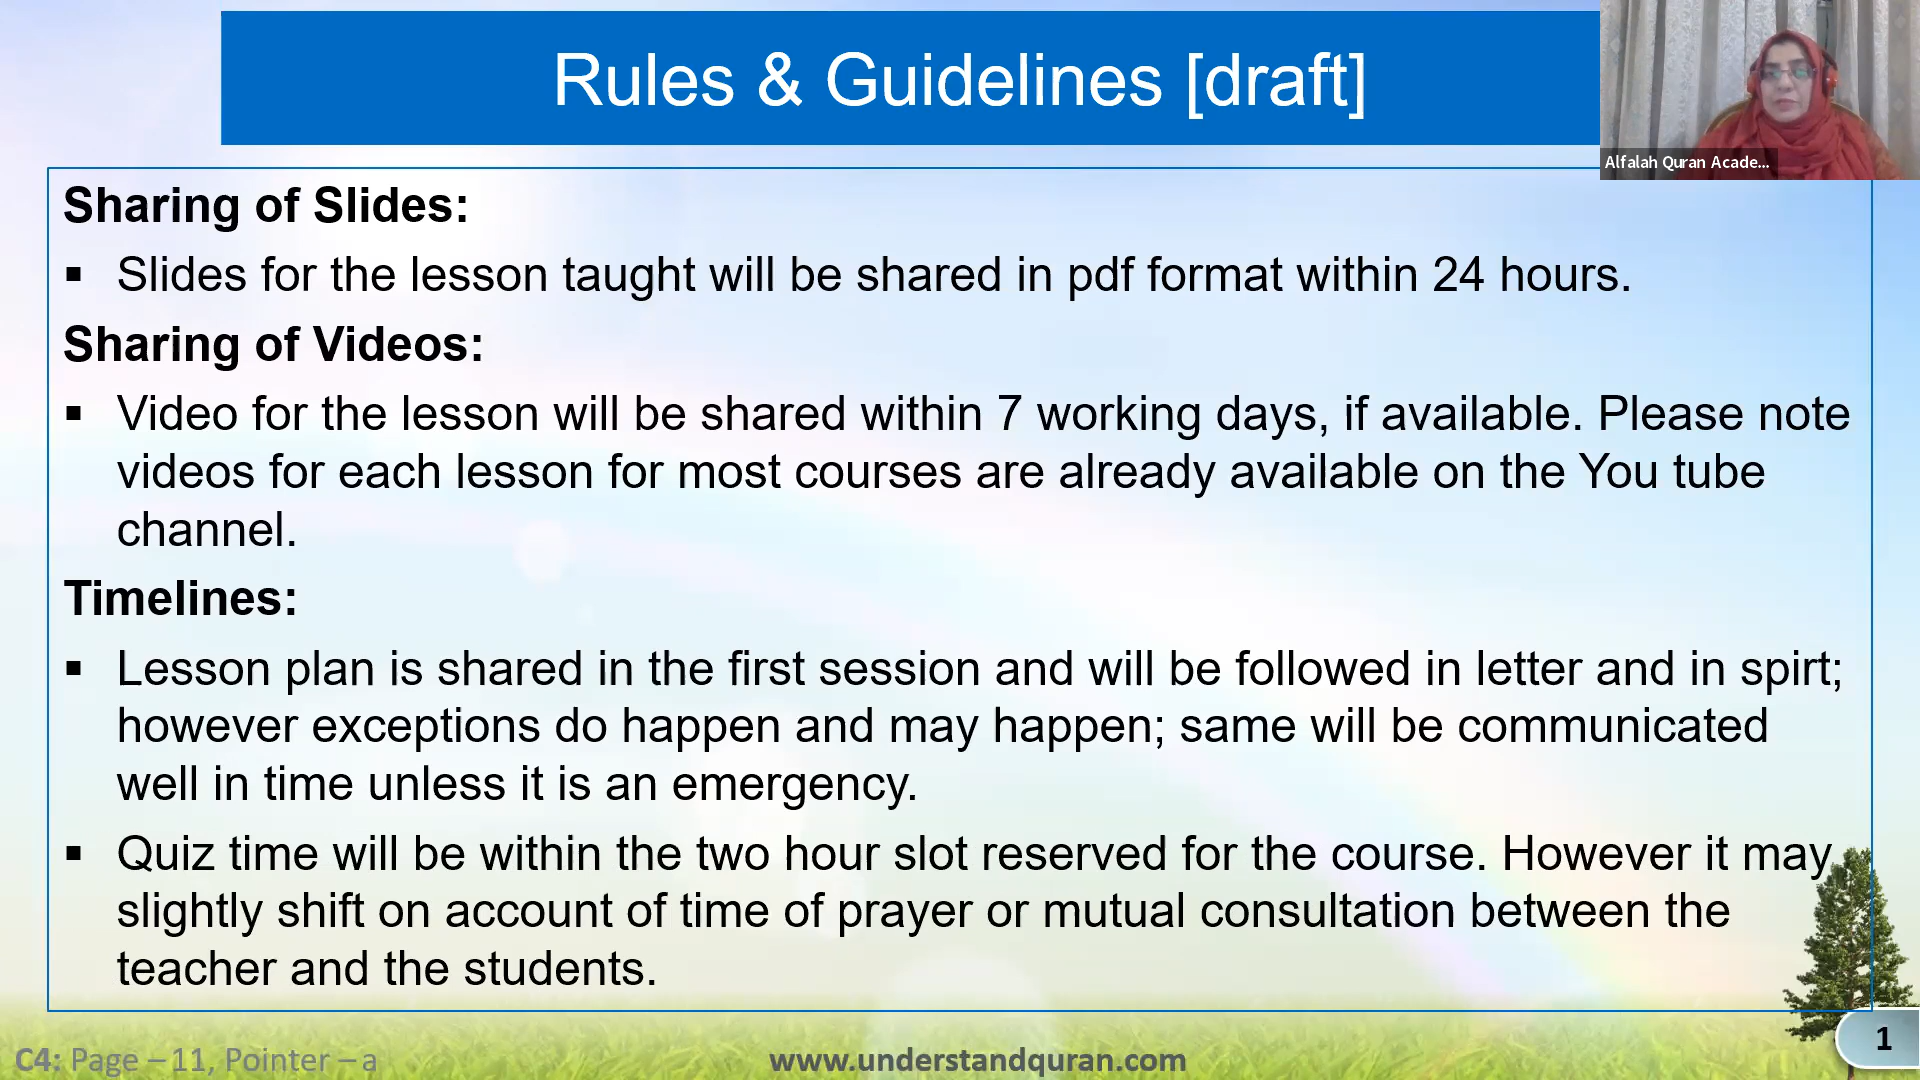 Rules & Guidelines [draft]
Alfalah Quran Acade...
Sharing of Slides:
▪ Slides for the lesson taught will be shared in pdf format within 24 hours.
Sharing of Videos:
▪ Video for the lesson will be shared within 7 working days, if available. Please note
videos for each lesson for most courses are already available on the You tube
channel.
Timelines:
▪ Lesson plan is shared in the first session and will be followed in letter and in spirt;
however exceptions do happen and may happen; same will be communicated
well in time unless it is an emergency.
▪ Quiz time will be within the two hour slot reserved for the course. However it may
slightly shift on account of time of prayer or mutual consultation between the
teacher and the students.
C4: Page – 11, Pointer – a
www.understandquran.com
1